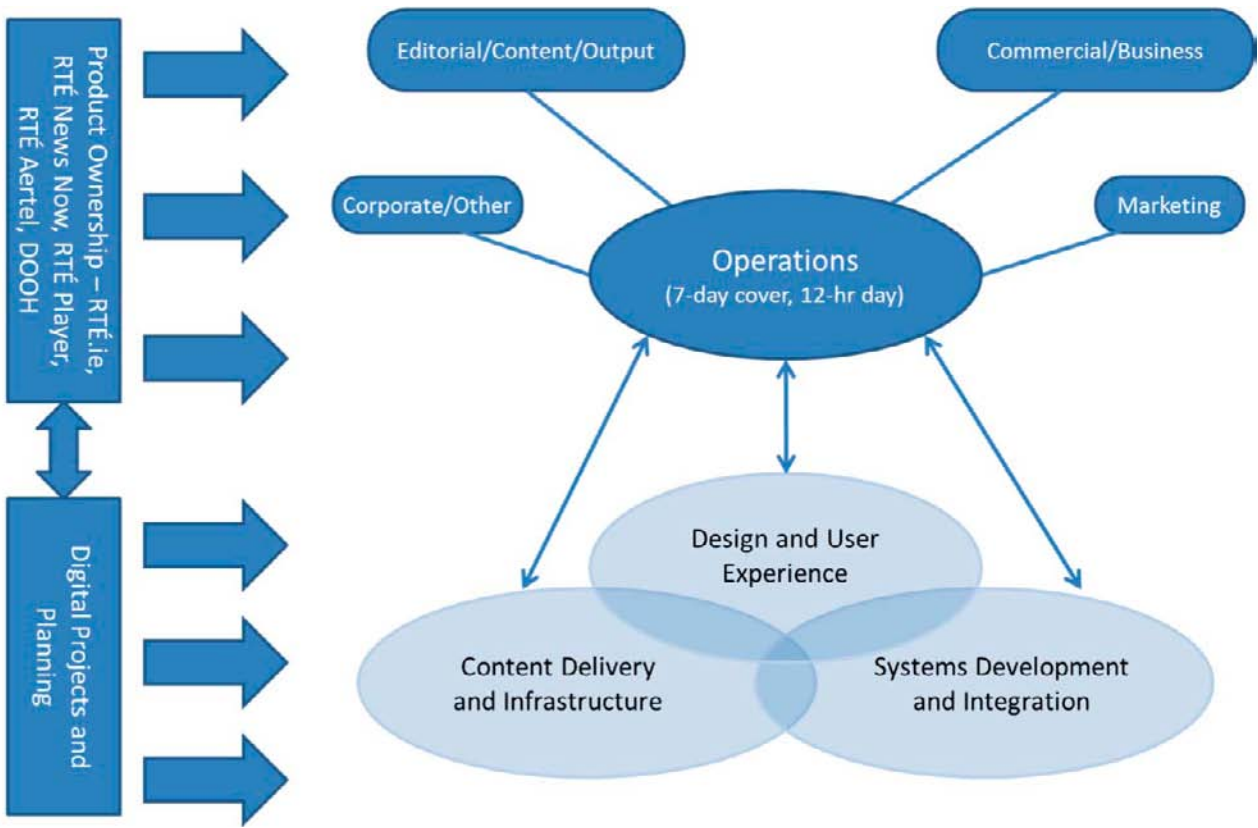 Product Ownership – RTÉ.ie,
RTÉ News Now, RTÉ Player,
RTÉ Aertel, DOOH
Digital Projects and
Planning
Editorial/Content/Output
Commercial/Business
Corporate/Other
Marketing
Operations
(7-day cover, 12-hr day)
Design and User
Experience
Content Delivery
and Infrastructure
Systems Development
and Integration